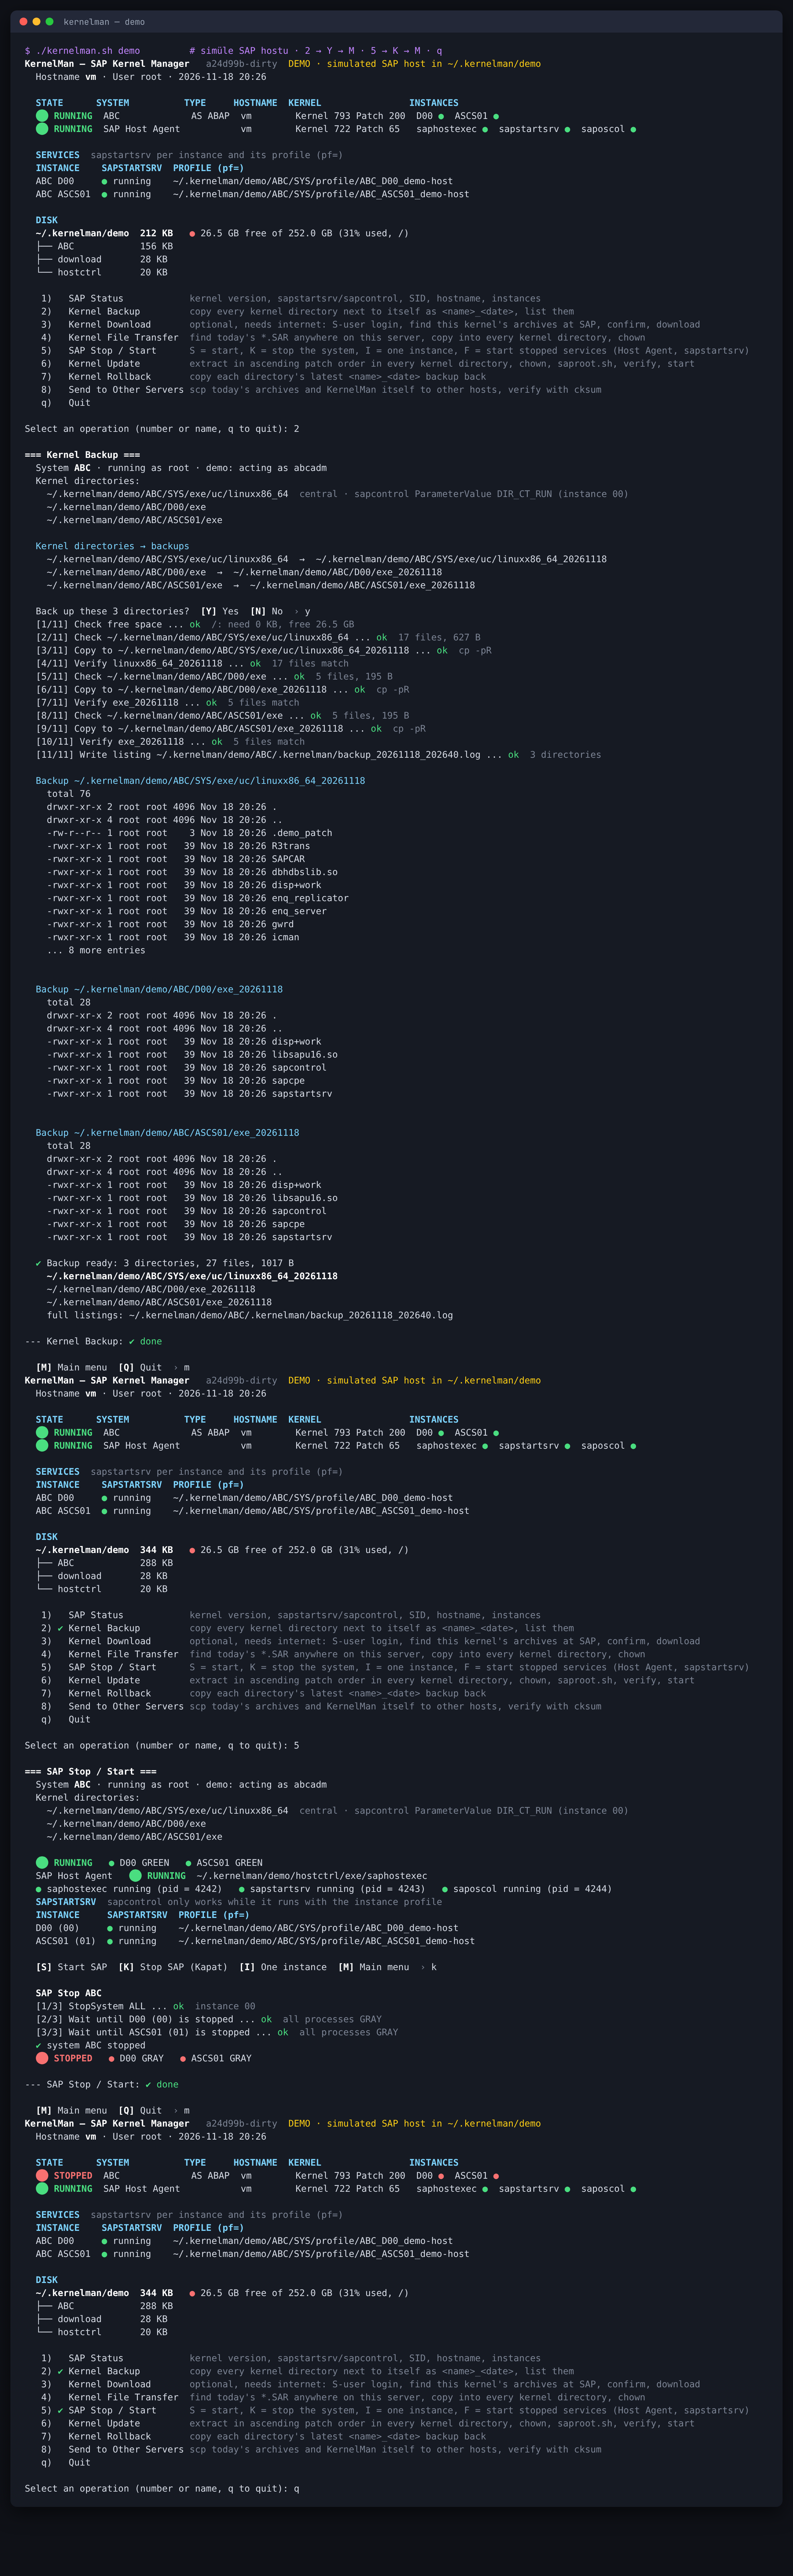 kernelman — demo
$ ./kernelman.sh demo         # simüle SAP hostu · 2 → Y → M · 5 → K → M · q
KernelMan — SAP Kernel Manager   a24d99b-dirty  DEMO · simulated SAP host in ~/.kernelman/demo
  Hostname vm · User root · 2026-11-18 20:26

  STATE      SYSTEM          TYPE     HOSTNAME  KERNEL                INSTANCES
  ⬤ RUNNING  ABC             AS ABAP  vm        Kernel 793 Patch 200  D00 ●  ASCS01 ●
  ⬤ RUNNING  SAP Host Agent           vm        Kernel 722 Patch 65   saphostexec ●  sapstartsrv ●  saposcol ●

  SERVICES  sapstartsrv per instance and its profile (pf=)
  INSTANCE    SAPSTARTSRV  PROFILE (pf=)
  ABC D00     ● running    ~/.kernelman/demo/ABC/SYS/profile/ABC_D00_demo-host
  ABC ASCS01  ● running    ~/.kernelman/demo/ABC/SYS/profile/ABC_ASCS01_demo-host

  DISK
  ~/.kernelman/demo  212 KB   ● 26.5 GB free of 252.0 GB (31% used, /)
  ├── ABC            156 KB
  ├── download       28 KB
  └── hostctrl       20 KB

   1)   SAP Status            kernel version, sapstartsrv/sapcontrol, SID, hostname, instances
   2)   Kernel Backup         copy every kernel directory next to itself as <name>_<date>, list them
   3)   Kernel Download       optional, needs internet: S-user login, find this kernel's archives at SAP, confirm, download
   4)   Kernel File Transfer  find today's *.SAR anywhere on this server, copy into every kernel directory, chown
   5)   SAP Stop / Start      S = start, K = stop the system, I = one instance, F = start stopped services (Host Agent, sapstartsrv)
   6)   Kernel Update         extract in ascending patch order in every kernel directory, chown, saproot.sh, verify, start
   7)   Kernel Rollback       copy each directory's latest <name>_<date> backup back
   8)   Send to Other Servers scp today's archives and KernelMan itself to other hosts, verify with cksum
   q)   Quit

Select an operation (number or name, q to quit): 2

=== Kernel Backup ===
  System ABC · running as root · demo: acting as abcadm
  Kernel directories:
    ~/.kernelman/demo/ABC/SYS/exe/uc/linuxx86_64  central · sapcontrol ParameterValue DIR_CT_RUN (instance 00)
    ~/.kernelman/demo/ABC/D00/exe
    ~/.kernelman/demo/ABC/ASCS01/exe

  Kernel directories → backups
    ~/.kernelman/demo/ABC/SYS/exe/uc/linuxx86_64  →  ~/.kernelman/demo/ABC/SYS/exe/uc/linuxx86_64_20261118
    ~/.kernelman/demo/ABC/D00/exe  →  ~/.kernelman/demo/ABC/D00/exe_20261118
    ~/.kernelman/demo/ABC/ASCS01/exe  →  ~/.kernelman/demo/ABC/ASCS01/exe_20261118

  Back up these 3 directories?  [Y] Yes  [N] No  › y
  [1/11] Check free space ... ok  /: need 0 KB, free 26.5 GB
  [2/11] Check ~/.kernelman/demo/ABC/SYS/exe/uc/linuxx86_64 ... ok  17 files, 627 B
  [3/11] Copy to ~/.kernelman/demo/ABC/SYS/exe/uc/linuxx86_64_20261118 ... ok  cp -pR
  [4/11] Verify linuxx86_64_20261118 ... ok  17 files match
  [5/11] Check ~/.kernelman/demo/ABC/D00/exe ... ok  5 files, 195 B
  [6/11] Copy to ~/.kernelman/demo/ABC/D00/exe_20261118 ... ok  cp -pR
  [7/11] Verify exe_20261118 ... ok  5 files match
  [8/11] Check ~/.kernelman/demo/ABC/ASCS01/exe ... ok  5 files, 195 B
  [9/11] Copy to ~/.kernelman/demo/ABC/ASCS01/exe_20261118 ... ok  cp -pR
  [10/11] Verify exe_20261118 ... ok  5 files match
  [11/11] Write listing ~/.kernelman/demo/ABC/.kernelman/backup_20261118_202640.log ... ok  3 directories

  Backup ~/.kernelman/demo/ABC/SYS/exe/uc/linuxx86_64_20261118
    total 76
    drwxr-xr-x 2 root root 4096 Nov 18 20:26 .
    drwxr-xr-x 4 root root 4096 Nov 18 20:26 ..
    -rw-r--r-- 1 root root    3 Nov 18 20:26 .demo_patch
    -rwxr-xr-x 1 root root   39 Nov 18 20:26 R3trans
    -rwxr-xr-x 1 root root   39 Nov 18 20:26 SAPCAR
    -rwxr-xr-x 1 root root   39 Nov 18 20:26 dbhdbslib.so
    -rwxr-xr-x 1 root root   39 Nov 18 20:26 disp+work
    -rwxr-xr-x 1 root root   39 Nov 18 20:26 enq_replicator
    -rwxr-xr-x 1 root root   39 Nov 18 20:26 enq_server
    -rwxr-xr-x 1 root root   39 Nov 18 20:26 gwrd
    -rwxr-xr-x 1 root root   39 Nov 18 20:26 icman
    ... 8 more entries

  Backup ~/.kernelman/demo/ABC/D00/exe_20261118
    total 28
    drwxr-xr-x 2 root root 4096 Nov 18 20:26 .
    drwxr-xr-x 4 root root 4096 Nov 18 20:26 ..
    -rwxr-xr-x 1 root root   39 Nov 18 20:26 disp+work
    -rwxr-xr-x 1 root root   39 Nov 18 20:26 libsapu16.so
    -rwxr-xr-x 1 root root   39 Nov 18 20:26 sapcontrol
    -rwxr-xr-x 1 root root   39 Nov 18 20:26 sapcpe
    -rwxr-xr-x 1 root root   39 Nov 18 20:26 sapstartsrv

  Backup ~/.kernelman/demo/ABC/ASCS01/exe_20261118
    total 28
    drwxr-xr-x 2 root root 4096 Nov 18 20:26 .
    drwxr-xr-x 4 root root 4096 Nov 18 20:26 ..
    -rwxr-xr-x 1 root root   39 Nov 18 20:26 disp+work
    -rwxr-xr-x 1 root root   39 Nov 18 20:26 libsapu16.so
    -rwxr-xr-x 1 root root   39 Nov 18 20:26 sapcontrol
    -rwxr-xr-x 1 root root   39 Nov 18 20:26 sapcpe
    -rwxr-xr-x 1 root root   39 Nov 18 20:26 sapstartsrv

  ✔ Backup ready: 3 directories, 27 files, 1017 B
    ~/.kernelman/demo/ABC/SYS/exe/uc/linuxx86_64_20261118
    ~/.kernelman/demo/ABC/D00/exe_20261118
    ~/.kernelman/demo/ABC/ASCS01/exe_20261118
    full listings: ~/.kernelman/demo/ABC/.kernelman/backup_20261118_202640.log

--- Kernel Backup: ✔ done

  [M] Main menu  [Q] Quit  › m
KernelMan — SAP Kernel Manager   a24d99b-dirty  DEMO · simulated SAP host in ~/.kernelman/demo
  Hostname vm · User root · 2026-11-18 20:26

  STATE      SYSTEM          TYPE     HOSTNAME  KERNEL                INSTANCES
  ⬤ RUNNING  ABC             AS ABAP  vm        Kernel 793 Patch 200  D00 ●  ASCS01 ●
  ⬤ RUNNING  SAP Host Agent           vm        Kernel 722 Patch 65   saphostexec ●  sapstartsrv ●  saposcol ●

  SERVICES  sapstartsrv per instance and its profile (pf=)
  INSTANCE    SAPSTARTSRV  PROFILE (pf=)
  ABC D00     ● running    ~/.kernelman/demo/ABC/SYS/profile/ABC_D00_demo-host
  ABC ASCS01  ● running    ~/.kernelman/demo/ABC/SYS/profile/ABC_ASCS01_demo-host

  DISK
  ~/.kernelman/demo  344 KB   ● 26.5 GB free of 252.0 GB (31% used, /)
  ├── ABC            288 KB
  ├── download       28 KB
  └── hostctrl       20 KB

   1)   SAP Status            kernel version, sapstartsrv/sapcontrol, SID, hostname, instances
   2) ✔ Kernel Backup         copy every kernel directory next to itself as <name>_<date>, list them
   3)   Kernel Download       optional, needs internet: S-user login, find this kernel's archives at SAP, confirm, download
   4)   Kernel File Transfer  find today's *.SAR anywhere on this server, copy into every kernel directory, chown
   5)   SAP Stop / Start      S = start, K = stop the system, I = one instance, F = start stopped services (Host Agent, sapstartsrv)
   6)   Kernel Update         extract in ascending patch order in every kernel directory, chown, saproot.sh, verify, start
   7)   Kernel Rollback       copy each directory's latest <name>_<date> backup back
   8)   Send to Other Servers scp today's archives and KernelMan itself to other hosts, verify with cksum
   q)   Quit

Select an operation (number or name, q to quit): 5

=== SAP Stop / Start ===
  System ABC · running as root · demo: acting as abcadm
  Kernel directories:
    ~/.kernelman/demo/ABC/SYS/exe/uc/linuxx86_64  central · sapcontrol ParameterValue DIR_CT_RUN (instance 00)
    ~/.kernelman/demo/ABC/D00/exe
    ~/.kernelman/demo/ABC/ASCS01/exe

  ⬤ RUNNING   ● D00 GREEN   ● ASCS01 GREEN
  SAP Host Agent   ⬤ RUNNING  ~/.kernelman/demo/hostctrl/exe/saphostexec
  ● saphostexec running (pid = 4242)   ● sapstartsrv running (pid = 4243)   ● saposcol running (pid = 4244)
  SAPSTARTSRV  sapcontrol only works while it runs with the instance profile
  INSTANCE     SAPSTARTSRV  PROFILE (pf=)
  D00 (00)     ● running    ~/.kernelman/demo/ABC/SYS/profile/ABC_D00_demo-host
  ASCS01 (01)  ● running    ~/.kernelman/demo/ABC/SYS/profile/ABC_ASCS01_demo-host

  [S] Start SAP  [K] Stop SAP (Kapat)  [I] One instance  [M] Main menu  › k

  SAP Stop ABC
  [1/3] StopSystem ALL ... ok  instance 00
  [2/3] Wait until D00 (00) is stopped ... ok  all processes GRAY
  [3/3] Wait until ASCS01 (01) is stopped ... ok  all processes GRAY
  ✔ system ABC stopped
  ⬤ STOPPED   ● D00 GRAY   ● ASCS01 GRAY

--- SAP Stop / Start: ✔ done

  [M] Main menu  [Q] Quit  › m
KernelMan — SAP Kernel Manager   a24d99b-dirty  DEMO · simulated SAP host in ~/.kernelman/demo
  Hostname vm · User root · 2026-11-18 20:26

  STATE      SYSTEM          TYPE     HOSTNAME  KERNEL                INSTANCES
  ⬤ STOPPED  ABC             AS ABAP  vm        Kernel 793 Patch 200  D00 ●  ASCS01 ●
  ⬤ RUNNING  SAP Host Agent           vm        Kernel 722 Patch 65   saphostexec ●  sapstartsrv ●  saposcol ●

  SERVICES  sapstartsrv per instance and its profile (pf=)
  INSTANCE    SAPSTARTSRV  PROFILE (pf=)
  ABC D00     ● running    ~/.kernelman/demo/ABC/SYS/profile/ABC_D00_demo-host
  ABC ASCS01  ● running    ~/.kernelman/demo/ABC/SYS/profile/ABC_ASCS01_demo-host

  DISK
  ~/.kernelman/demo  344 KB   ● 26.5 GB free of 252.0 GB (31% used, /)
  ├── ABC            288 KB
  ├── download       28 KB
  └── hostctrl       20 KB

   1)   SAP Status            kernel version, sapstartsrv/sapcontrol, SID, hostname, instances
   2) ✔ Kernel Backup         copy every kernel directory next to itself as <name>_<date>, list them
   3)   Kernel Download       optional, needs internet: S-user login, find this kernel's archives at SAP, confirm, download
   4)   Kernel File Transfer  find today's *.SAR anywhere on this server, copy into every kernel directory, chown
   5) ✔ SAP Stop / Start      S = start, K = stop the system, I = one instance, F = start stopped services (Host Agent, sapstartsrv)
   6)   Kernel Update         extract in ascending patch order in every kernel directory, chown, saproot.sh, verify, start
   7)   Kernel Rollback       copy each directory's latest <name>_<date> backup back
   8)   Send to Other Servers scp today's archives and KernelMan itself to other hosts, verify with cksum
   q)   Quit

Select an operation (number or name, q to quit): q